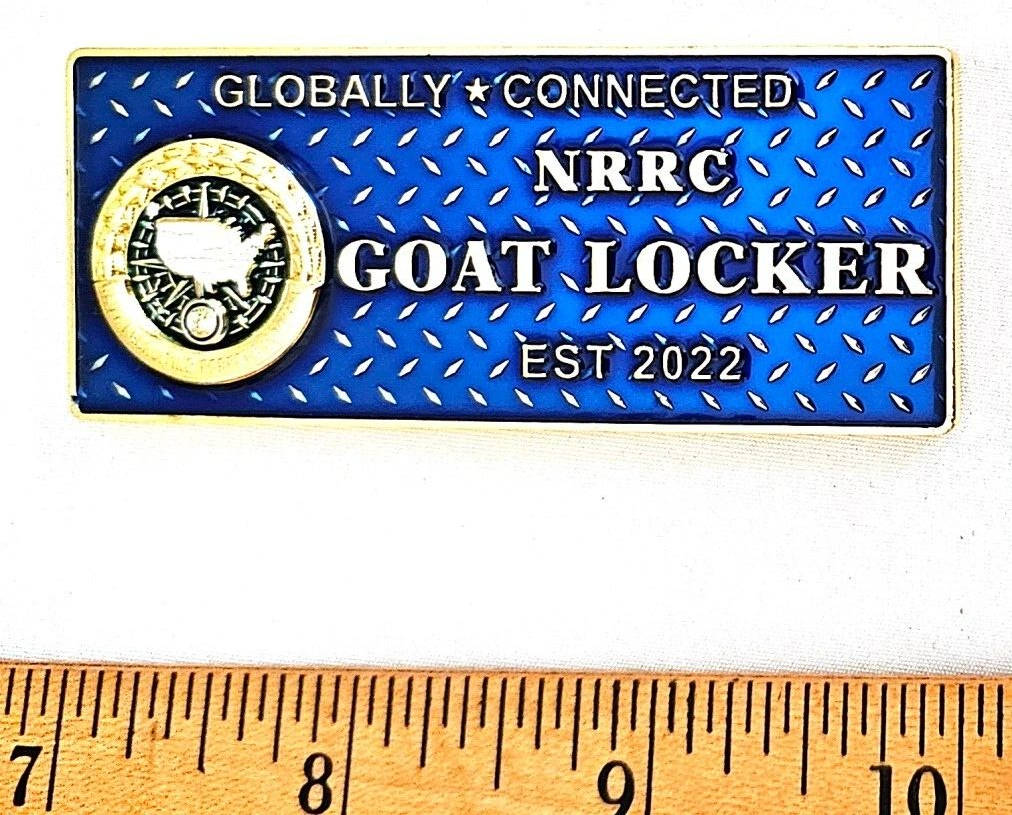 GLOBALLY ★ CONNECTED
NRRC
GOAT LOCKER
EST 2022
7 8 9 10